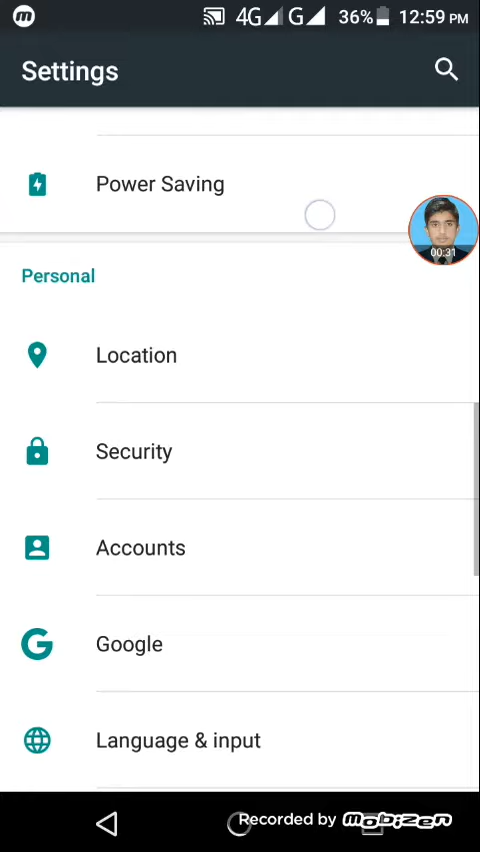 m 4G G 36% 12:59 PM
Settings
Power Saving
00:31
Personal
Location
Security
Accounts
G Google
Language & input
Recorded by mobizen